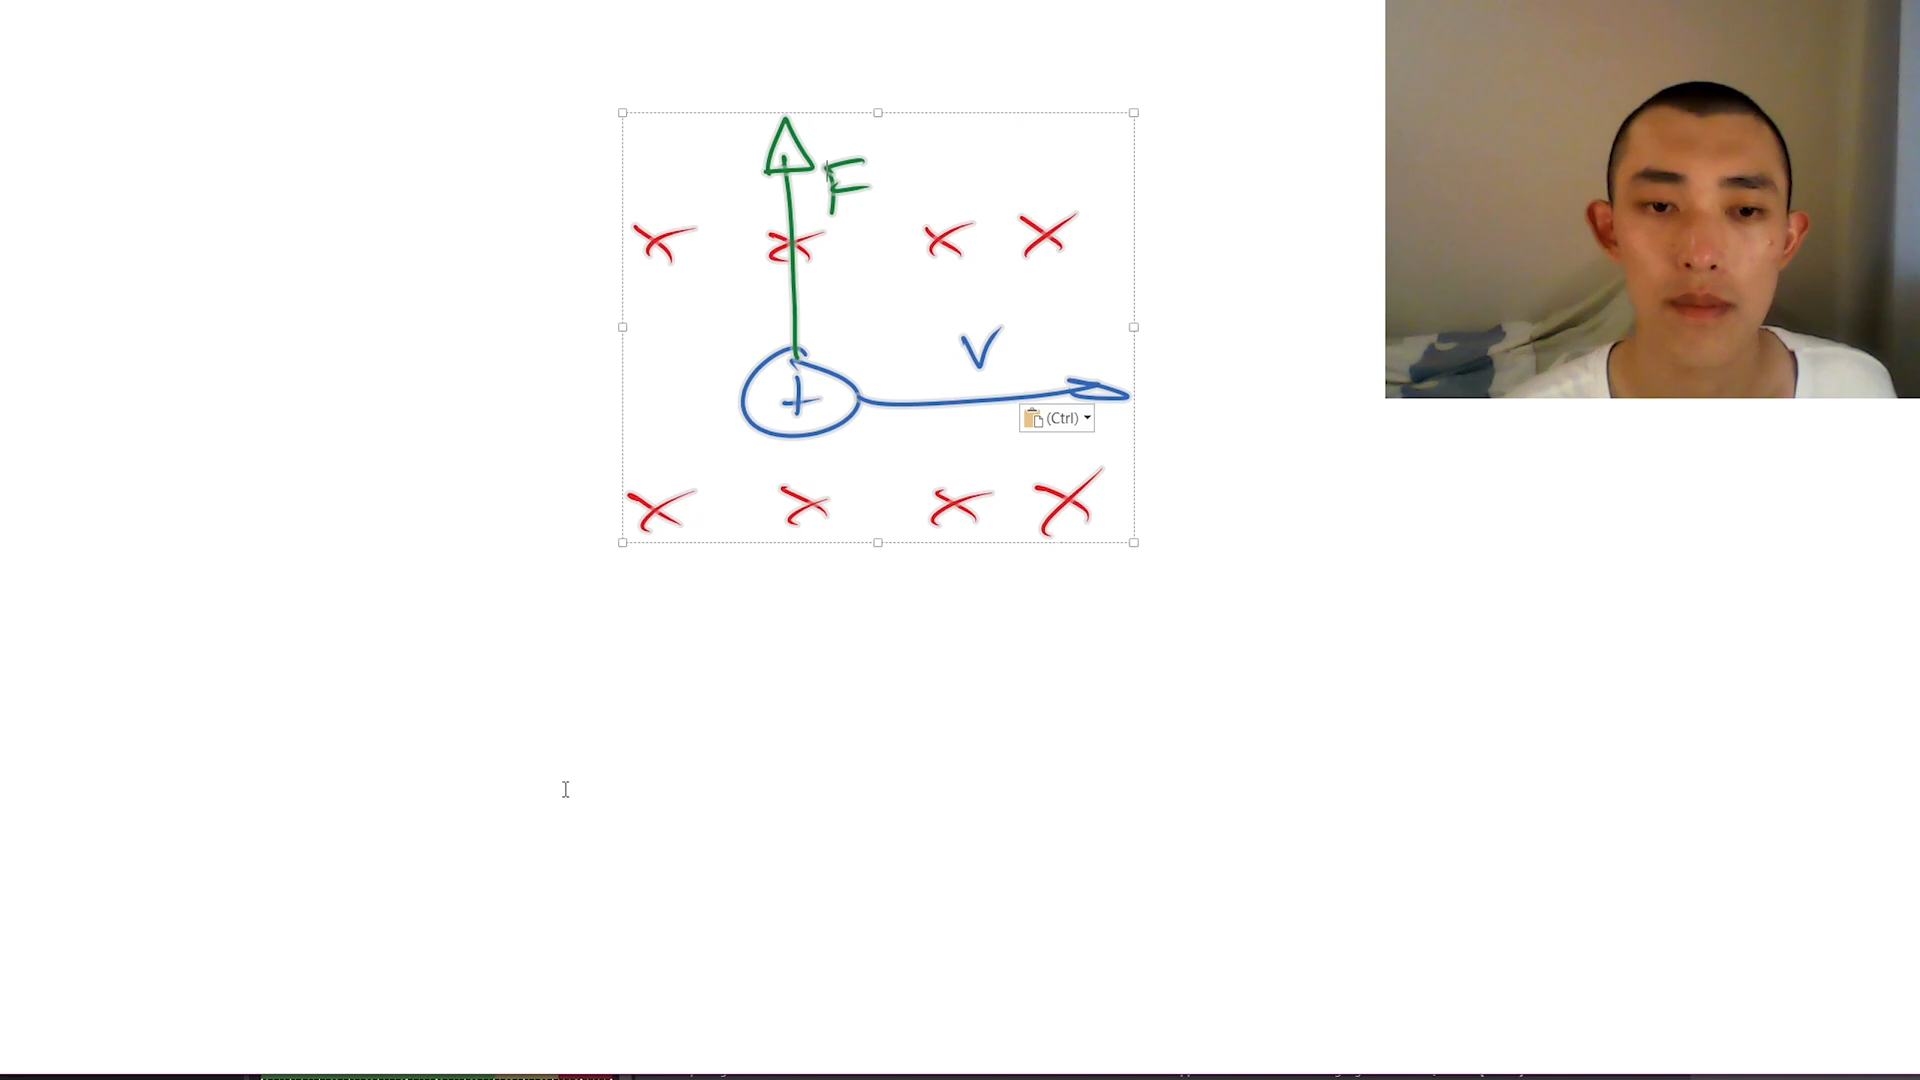 F
× × × ×
V
+
(Ctrl)
× × × ×